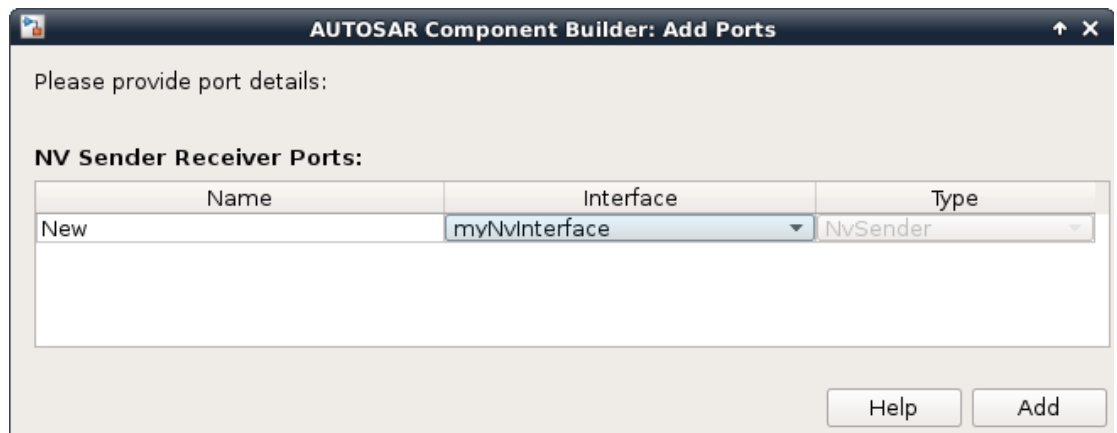 AUTOSAR Component Builder: Add Ports
Please provide port details:
NV Sender Receiver Ports:
Name Interface Type
New myNvInterface NvSender
Help Add